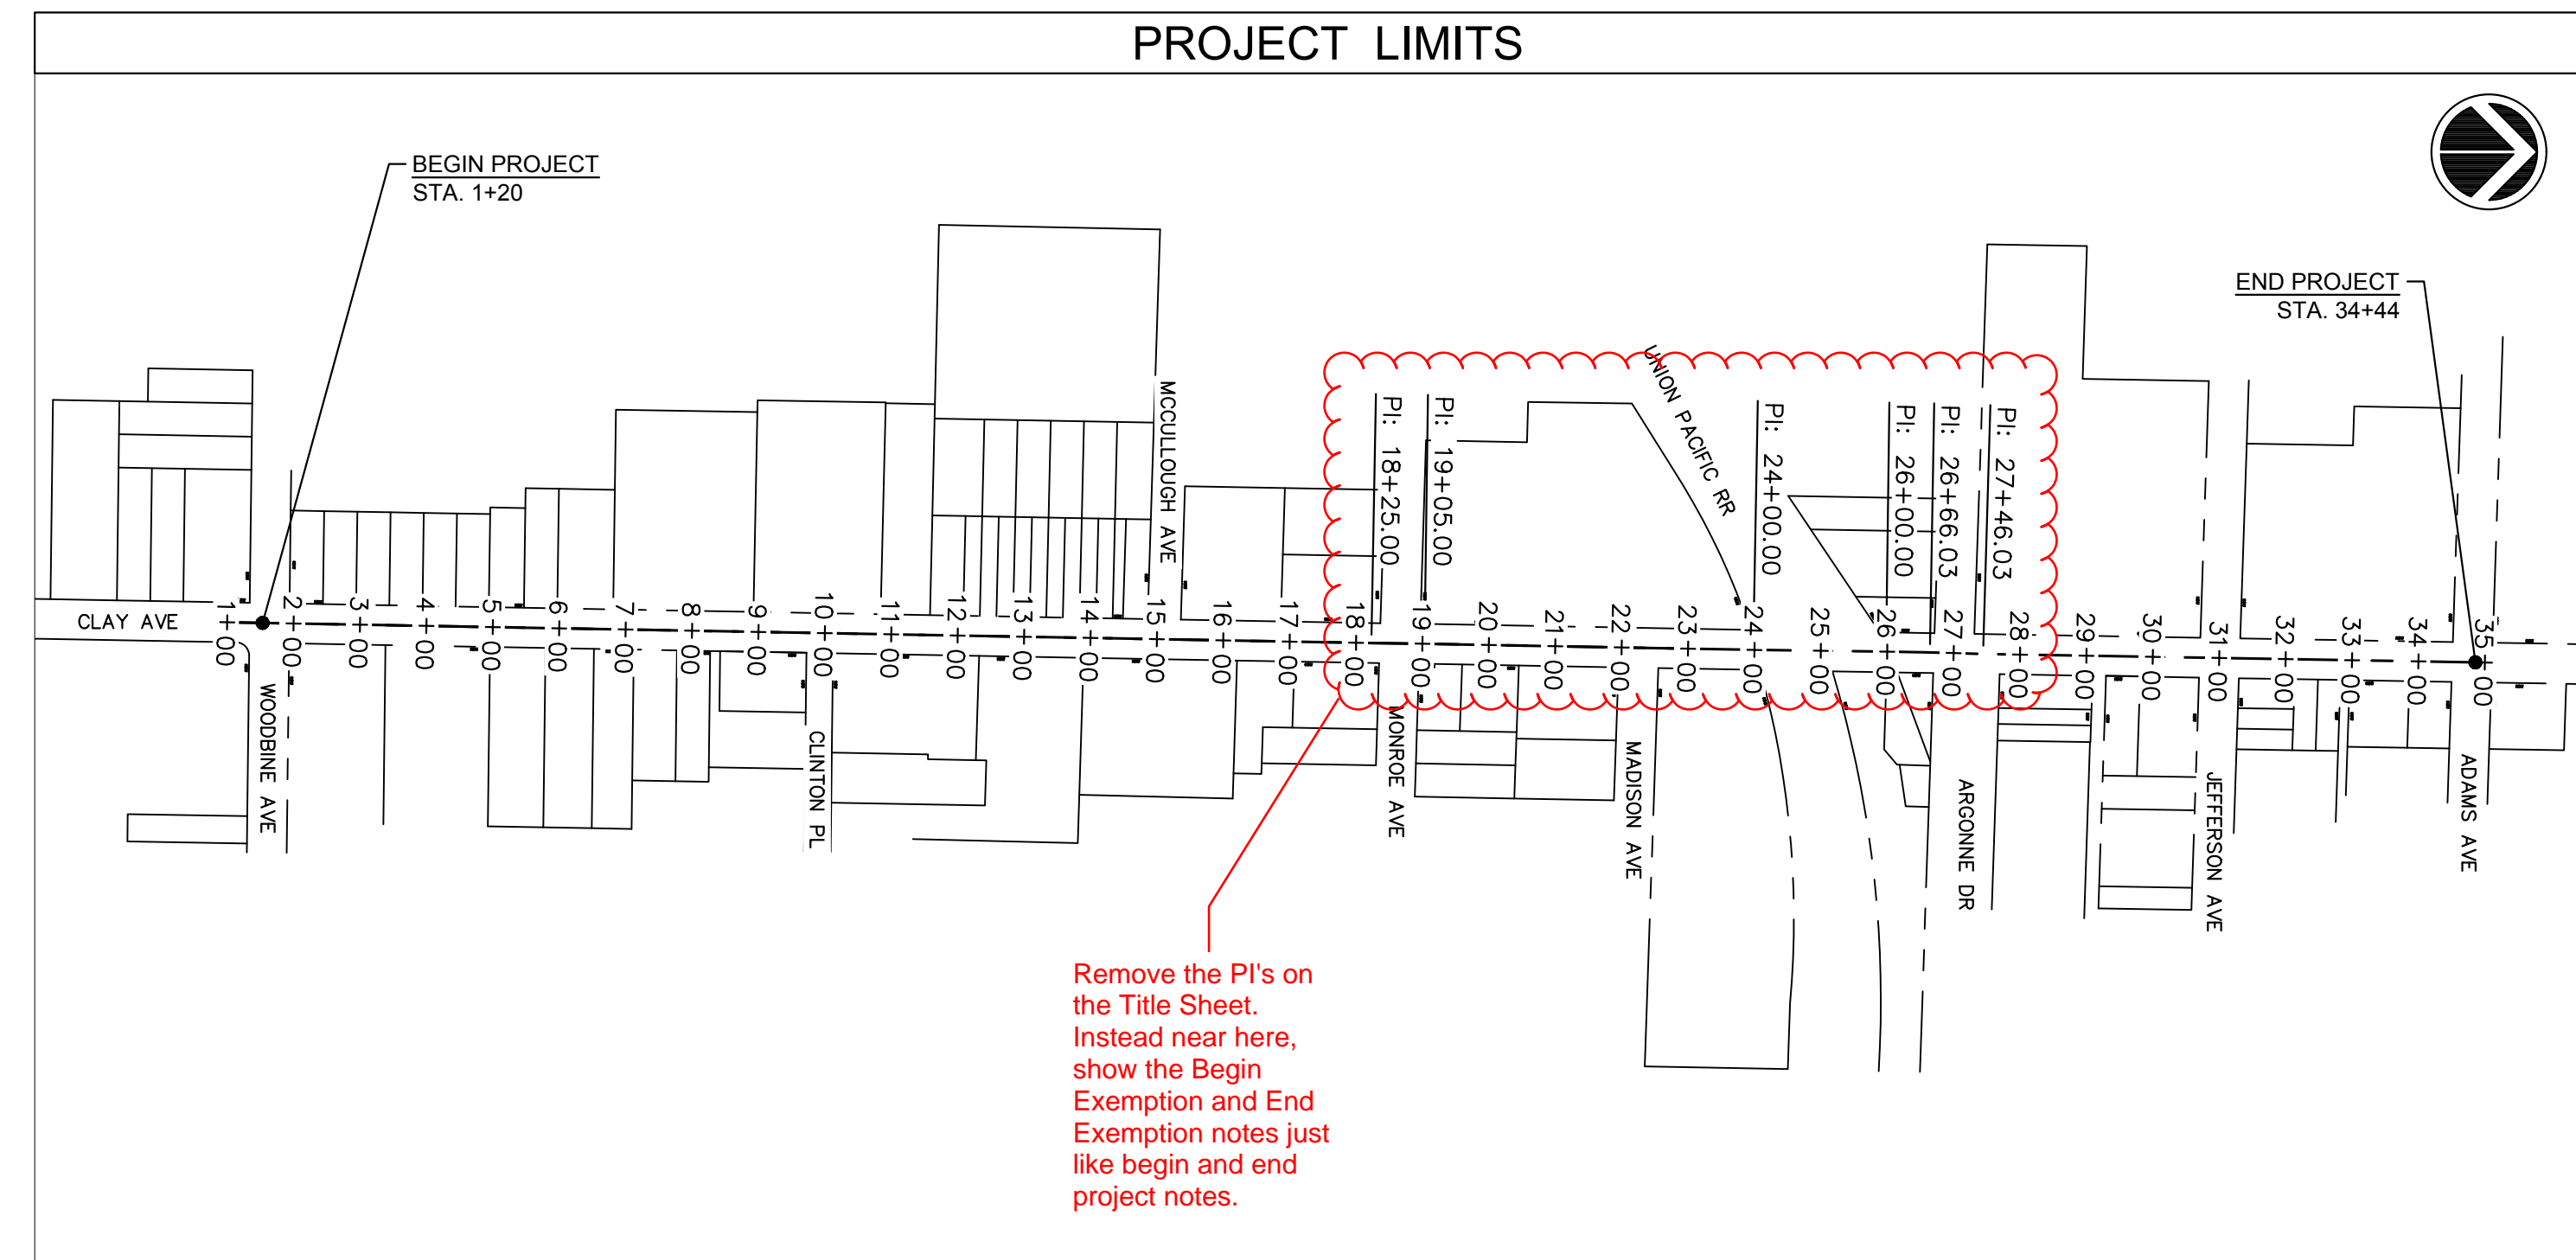 PROJECT LIMITS
BEGIN PROJECT
STA. 1+20
END PROJECT
STA. 34+44
UNION PACIFIC RR
MCCULLOUGH AVE
PI: 18+25.00
PI: 19+05.00
PI: 24+00.00
PI: 26+00.00
PI: 26+66.03
PI: 27+46.03
CLAY AVE
1+00
2+00
3+00
4+00
5+00
6+00
7+00
8+00
9+00
10+00
11+00
12+00
13+00
14+00
15+00
16+00
17+00
18+00
19+00
20+00
21+00
22+00
23+00
24+00
25+00
26+00
27+00
28+00
29+00
30+00
31+00
32+00
33+00
34+00
35+00
WOODBINE AVE
CLINTON PL
MONROE AVE
MADISON AVE
ARGONNE DR
JEFFERSON AVE
ADAMS AVE
Remove the PI's on
the Title Sheet.
Instead near here,
show the Begin
Exemption and End
Exemption notes just
like begin and end
project notes.